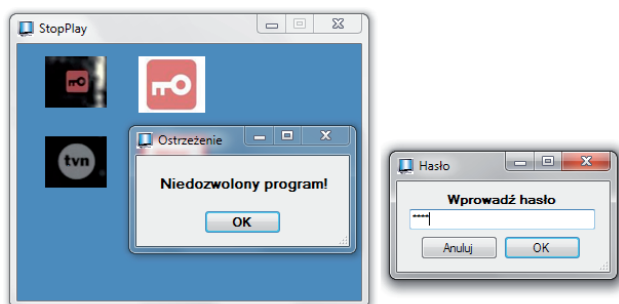 StopPlay
tvn
Ostrzeżenie
Niedozwolony program!
OK
Hasło
Wprowadź hasło
****
Anuluj
OK